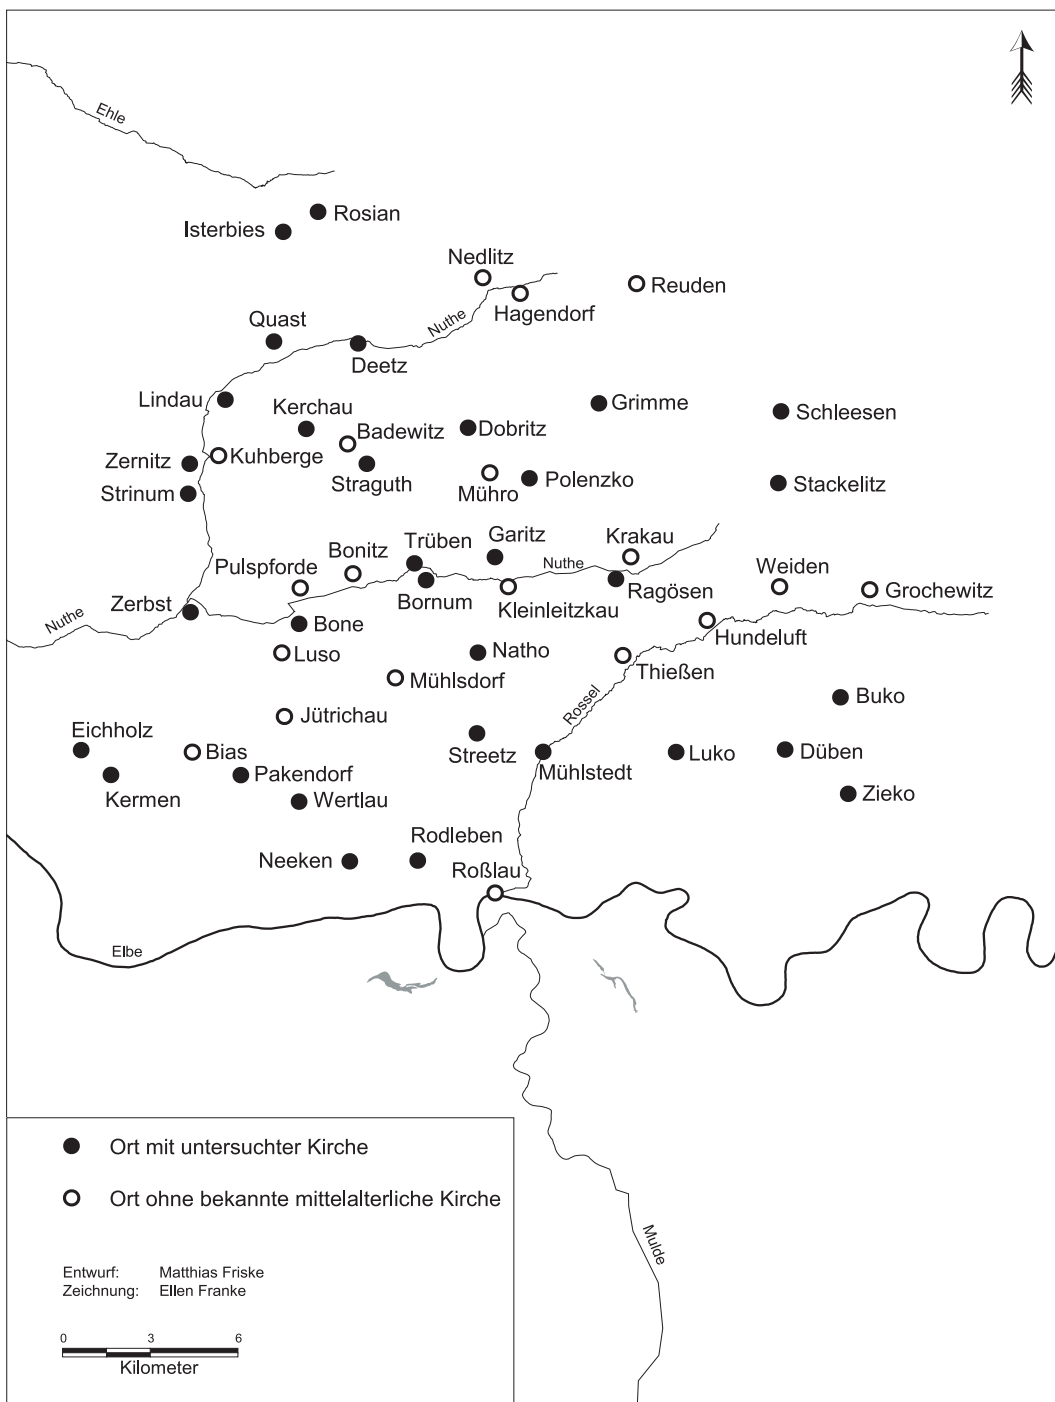 Ehle
Rosian
Isterbies
Nedlitz
Reuden
Hagendorf
Nuthe
Quast
Deetz
Lindau
Kerchau
Grimme
Schleesen
Badewitz
Dobritz
Kuhberge
Zernitz
Straguth
Mühro
Polenzko
Strinum
Stackelitz
Trüben
Garitz
Krakau
Bonitz
Nuthe
Pulspforde
Weiden
Bornum
Kleinleitzkau
Ragösen
Grochewitz
Zerbst
Nuthe
Bone
Hundeluft
Luso
Natho
Thießen
Mühlsdorf
Rossel
Buko
Jütrichau
Eichholz
Bias
Streetz
Mühlstedt
Luko
Düben
Kermen
Pakendorf
Wertlau
Zieko
Rodleben
Neeken
Roßlau
Elbe
Mulde
Ort mit untersuchter Kirche
Ort ohne bekannte mittelalterliche Kirche
Entwurf: Matthias Friske
Zeichnung: Ellen Franke
0 3 6
Kilometer